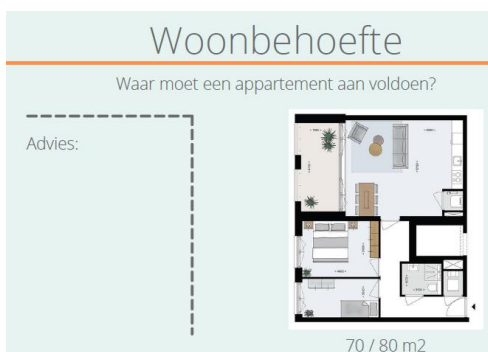 Woonbehoefte
Waar moet een appartement aan voldoen?
Advies:
70 / 80 m2